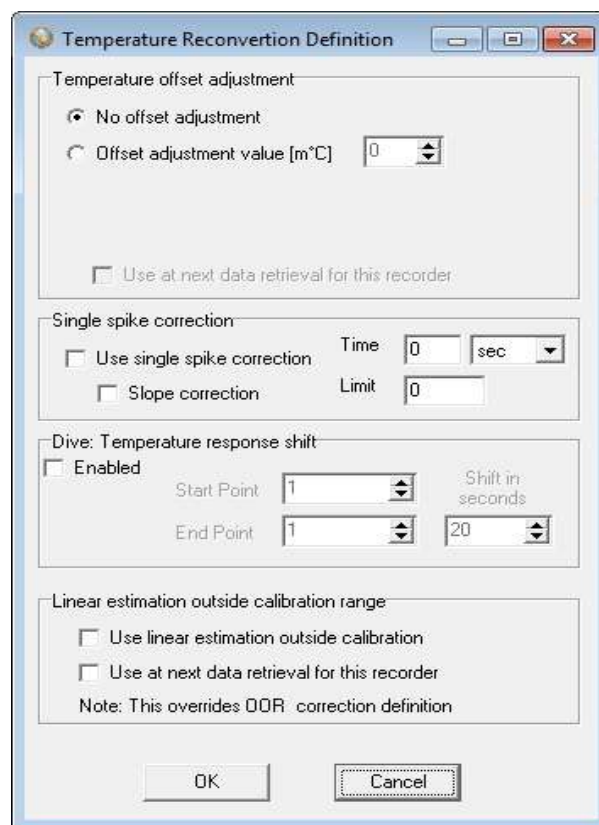 Temperature Reconvertion Definition
Temperature offset adjustment
No offset adjustment
Offset adjustment value [m°C] 0
Use at next data retrieval for this recorder
Single spike correction
Use single spike correction Time 0 sec
Slope correction Limit 0
Dive: Temperature response shift
Enabled
Start Point 1 Shift in
seconds
End Point 1 20
Linear estimation outside calibration range
Use linear estimation outside calibration
Use at next data retrieval for this recorder
Note: This overrides OOR correction definition
OK Cancel